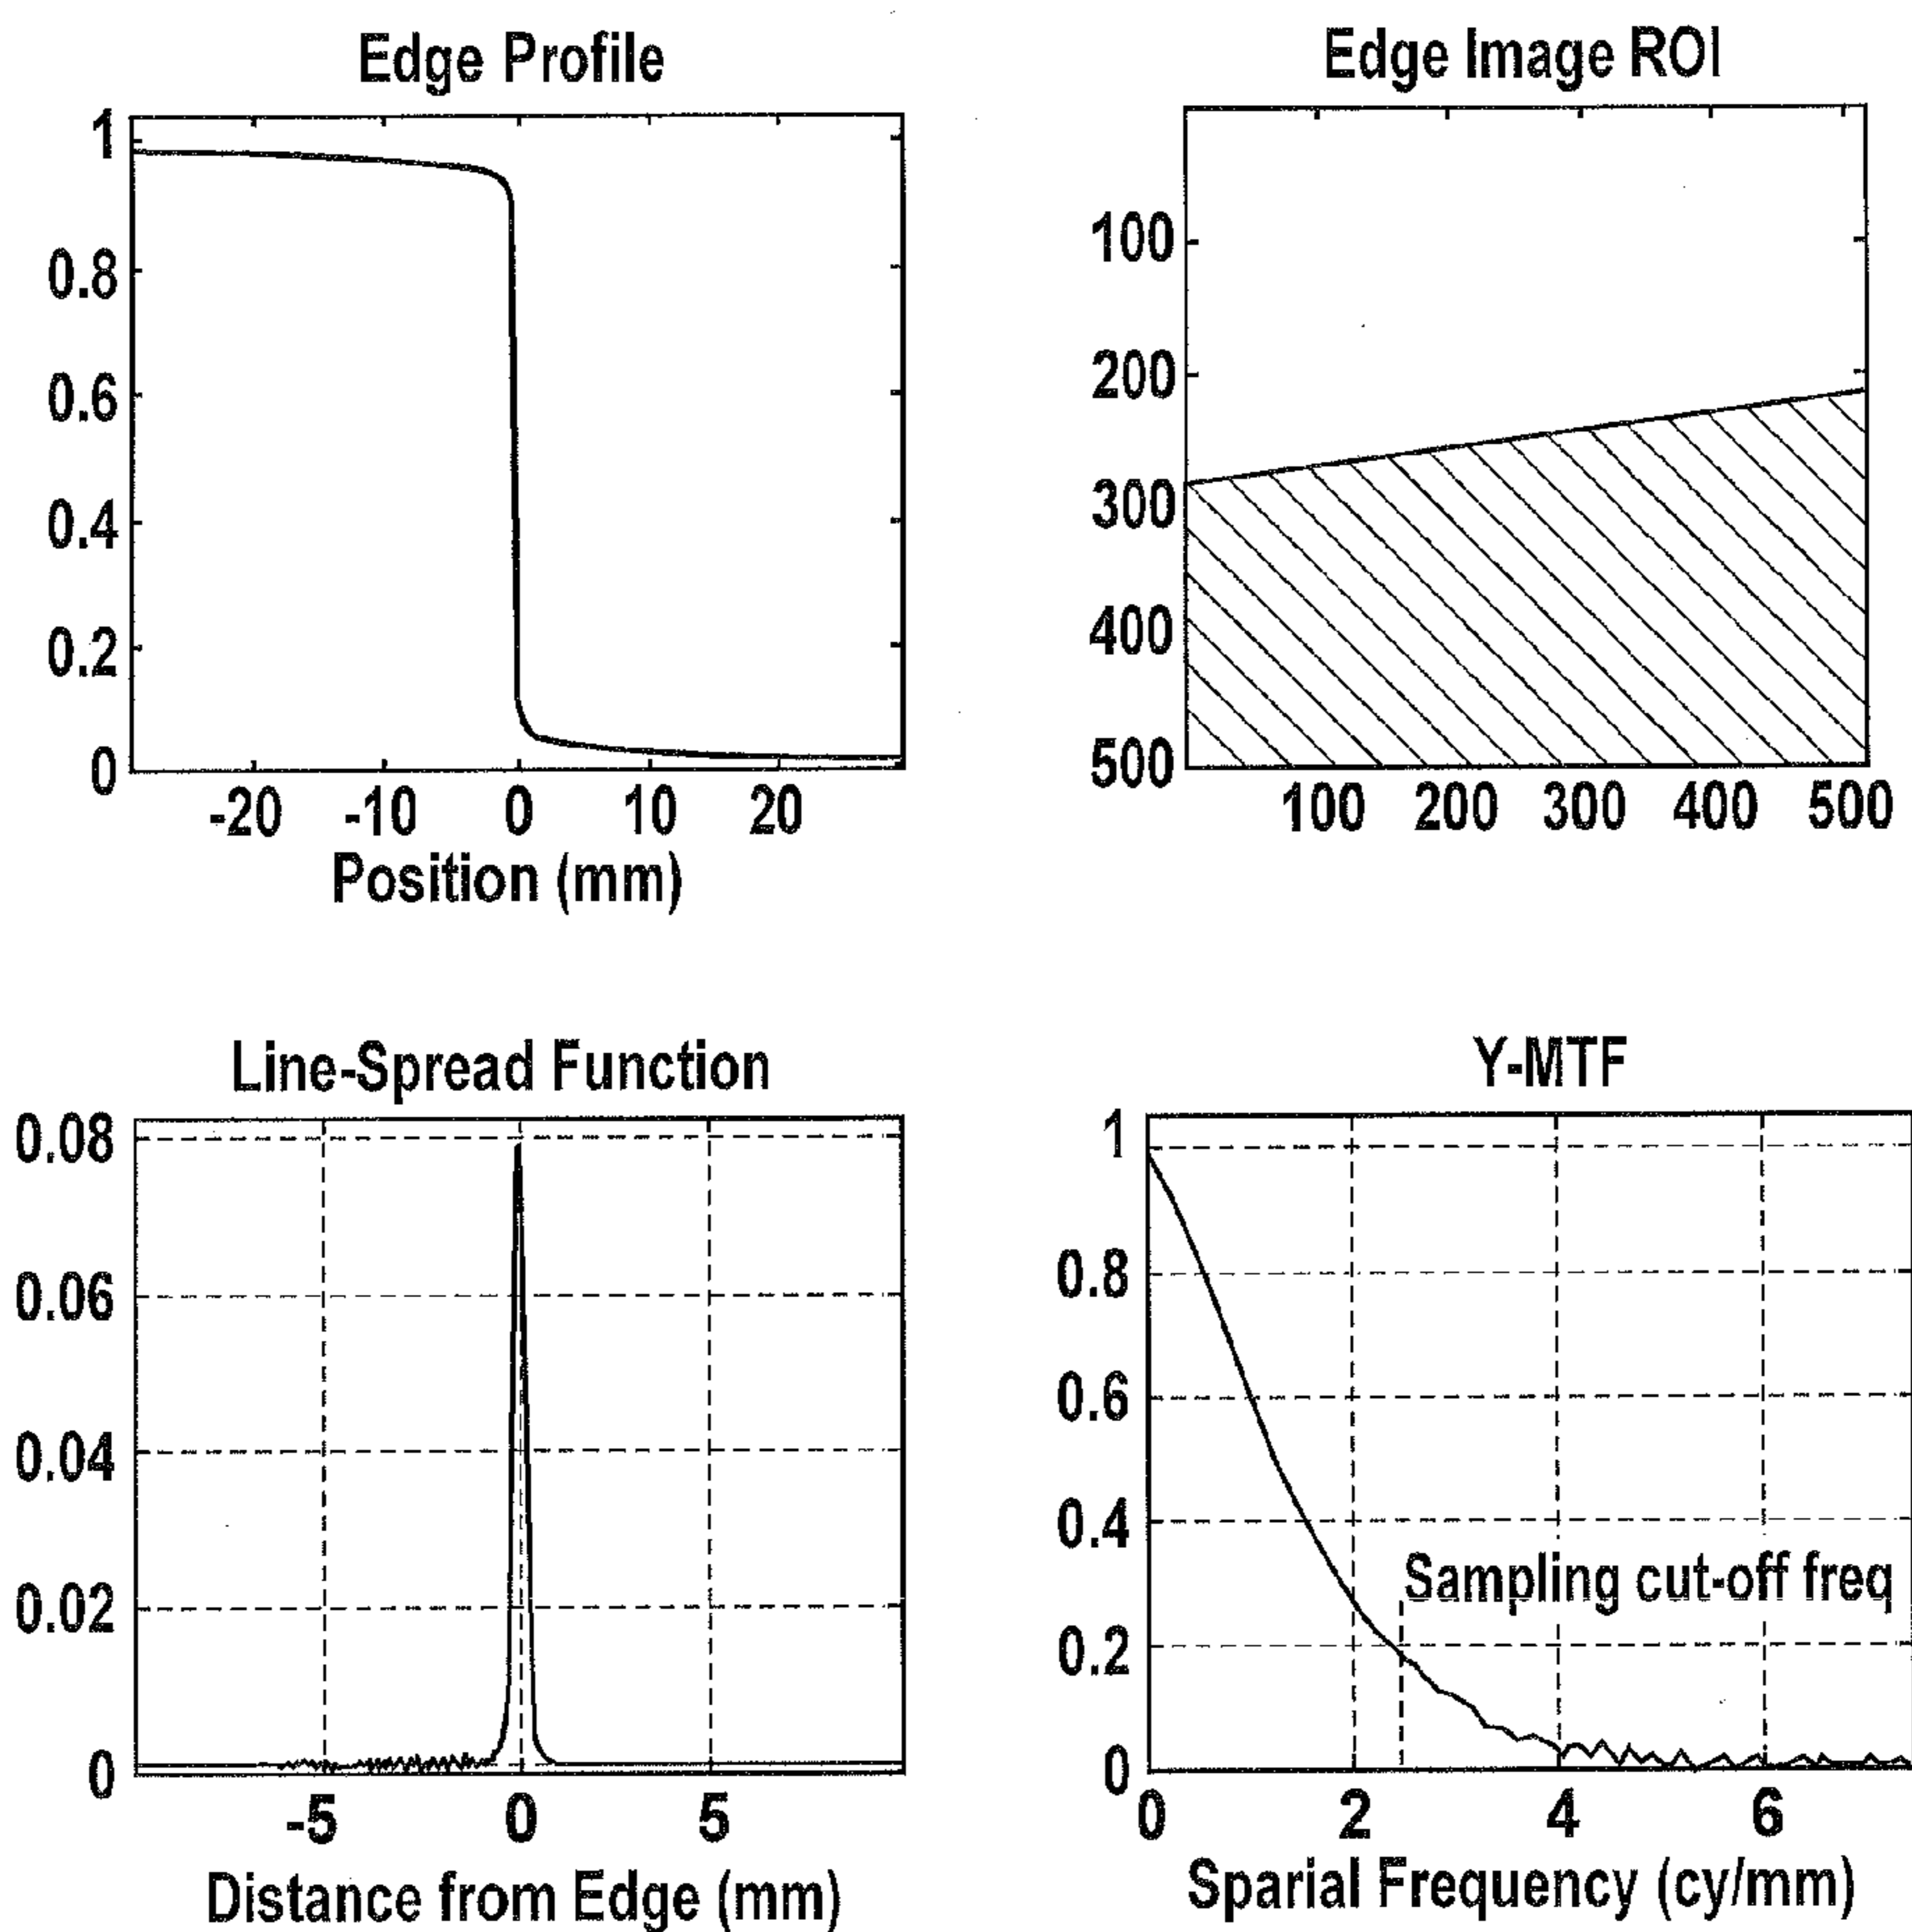 Edge Profile
1
0.8
0.6
0.4
0.2
0
-20 -10 0 10 20
Position (mm)
Edge Image ROI
100
200
300
400
500
100 200 300 400 500
Line-Spread Function
0.08
0.06
0.04
0.02
0
-5 0 5
Distance from Edge (mm)
Y-MTF
1
0.8
0.6
0.4
Sampling cut-off freq
0.2
0
0 2 4 6
Sparial Frequency (cy/mm)